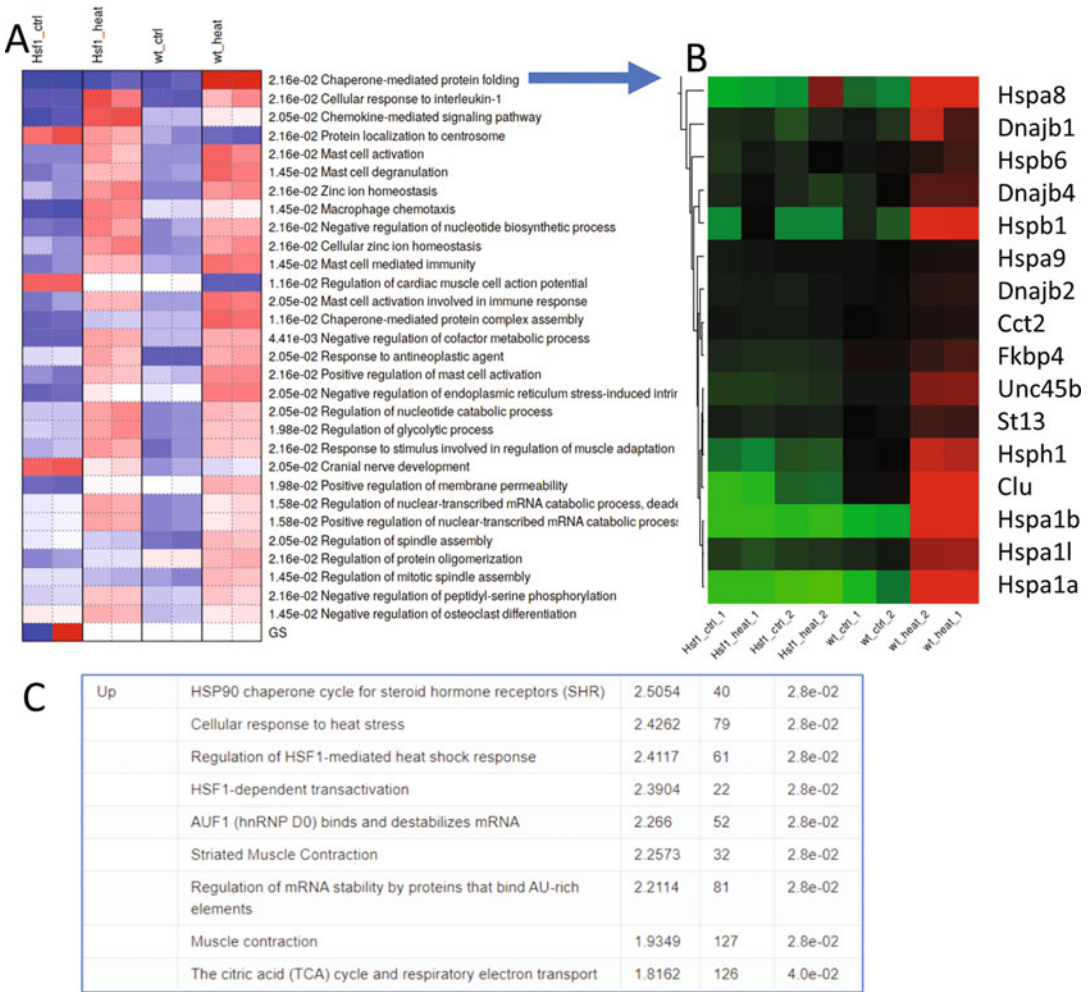 A
Hsf1_ctrl
Hsf1_heat
wt_ctrl
wt_heat
2.16e-02 Chaperone-mediated protein folding
2.16e-02 Cellular response to interleukin-1
2.05e-02 Chemokine-mediated signaling pathway
2.16e-02 Protein localization to centrosome
2.16e-02 Mast cell activation
1.45e-02 Mast cell degranulation
2.16e-02 Zinc ion homeostasis
1.45e-02 Macrophage chemotaxis
2.16e-02 Negative regulation of nucleotide biosynthetic process
2.16e-02 Cellular zinc ion homeostasis
1.45e-02 Mast cell mediated immunity
1.16e-02 Regulation of cardiac muscle cell action potential
2.05e-02 Mast cell activation involved in immune response
1.16e-02 Chaperone-mediated protein complex assembly
4.41e-03 Negative regulation of cofactor metabolic process
2.05e-02 Response to antineoplastic agent
2.16e-02 Positive regulation of mast cell activation
2.05e-02 Negative regulation of endoplasmic reticulum stress-induced intrin
2.05e-02 Regulation of nucleotide catabolic process
1.98e-02 Regulation of glycolytic process
2.16e-02 Response to stimulus involved in regulation of muscle adaptation
2.05e-02 Cranial nerve development
1.98e-02 Positive regulation of membrane permeability
1.58e-02 Regulation of nuclear-transcribed mRNA catabolic process, deade
1.58e-02 Positive regulation of nuclear-transcribed mRNA catabolic process
2.05e-02 Regulation of spindle assembly
2.16e-02 Regulation of protein oligomerization
1.45e-02 Regulation of mitotic spindle assembly
2.16e-02 Negative regulation of peptidyl-serine phosphorylation
1.45e-02 Negative regulation of osteoclast differentiation
GS
B
Hspa8
Dnajb1
Hspb6
Dnajb4
Hspb1
Hspa9
Dnajb2
Cct2
Fkbp4
Unc45b
St13
Hsph1
Clu
Hspa1b
Hspa1l
Hspa1a
Hsf1_ctrl_1
Hsf1_heat_1
Hsf1_ctrl_2
Hsf1_heat_2
wt_ctrl_1
wt_ctrl_2
wt_heat_2
wt_heat_1
C
Up HSP90 chaperone cycle for steroid hormone receptors (SHR) 2.5054 40 2.8e-02
Cellular response to heat stress 2.4262 79 2.8e-02
Regulation of HSF1-mediated heat shock response 2.4117 61 2.8e-02
HSF1-dependent transactivation 2.3904 22 2.8e-02
AUF1 (hnRNP D0) binds and destabilizes mRNA 2.266 52 2.8e-02
Striated Muscle Contraction 2.2573 32 2.8e-02
Regulation of mRNA stability by proteins that bind AU-rich 2.2114 81 2.8e-02
elements
Muscle contraction 1.9349 127 2.8e-02
The citric acid (TCA) cycle and respiratory electron transport 1.8162 126 4.0e-02